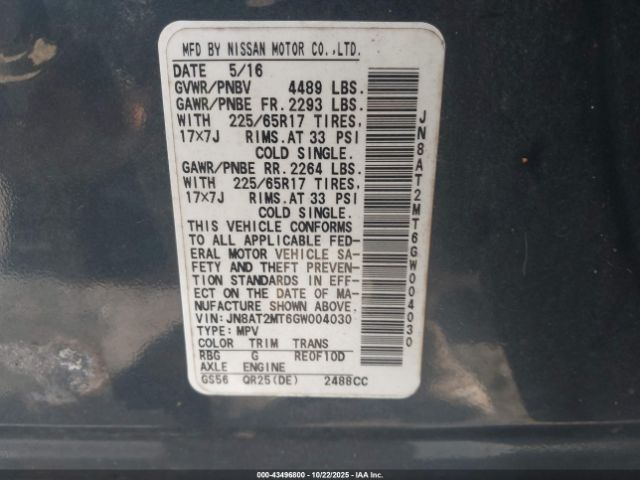 MFD BY NISSAN MOTOR CO.,LTD.
DATE 5/16
GVWR/PNBV 4489 LBS.
GAWR/PNBE FR.2293 LBS.
WITH 225/65R17 TIRES,
17×7J RIMS.AT 33 PSI
COLD SINGLE.
GAWR/PNBE RR.2264 LBS.
WITH 225/65R17 TIRES,
17×7J RIMS.AT 33 PSI
COLD SINGLE.
THIS VEHICLE CONFORMS
TO ALL APPLICABLE FED-
ERAL MOTOR VEHICLE SA-
FETY AND THEFT PREVEN-
TION STANDARDS IN EFF-
ECT ON THE DATE OF MA-
NUFACTURE SHOWN ABOVE.
VIN: JN8AT2MT6GW004030
TYPE: MPV
COLOR TRIM TRANS
RBG G RE0F10D
AXLE ENGINE
GS56 QR25(DE) 2488CC
JN8AT2MT6GW004030
000-43496800 - 10/22/2025 - IAAI.com - Copyright © 2025 IAA, Inc.